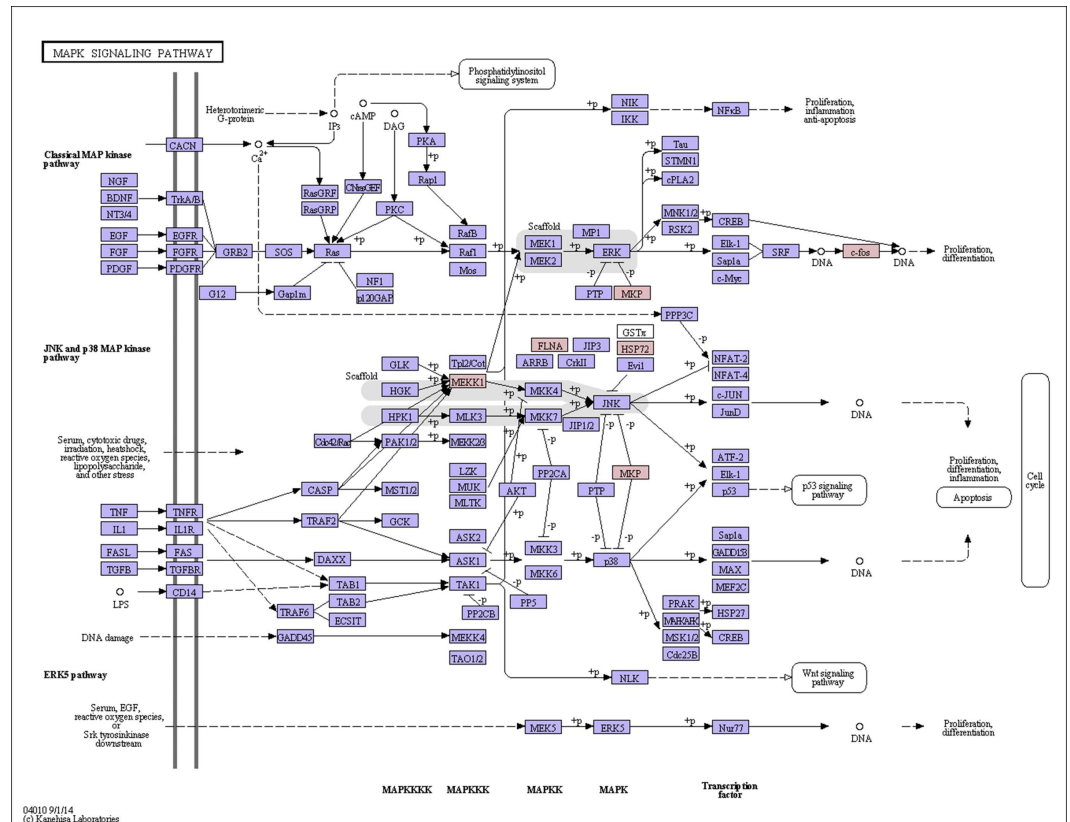 MAPK SIGNALING PATHWAY
Phosphatidylinositol
signaling system
Heterotorimeric
G-protein
IP3
cAMP
DAG
PKA
+p
Rap1
NIK
IKK
+p
NFκB
Proliferation,
inflammation
anti-apoptosis
CACN
Ca2+
Classical MAP kinase
pathway
NGF
BDNF
NT3/4
TrkA/B
EGF
FGF
PDGF
EGFR
FGFR
PDGFR
GRB2
SOS
RasGRF
RasGRP
CNrasGEF
PKC
Ras
+p
RafB
Raf1
Mos
+p
+p
Scaffold
MEK1
MEK2
MP1
+p
ERK
+p
Tau
STMN1
cPLA2
+p
MNK1/2
RSK2
+p
CREB
+p
Elk-1
Sap1a
c-Myc
SRF
DNA
c-fos
DNA
Proliferation,
differentiation
G12
Gap1m
NF1
p120GAP
-p
-p
PTP
MKP
PPP3C
-p
JNK and p38 MAP kinase
pathway
Scaffold
GLK
HGK
HPK1
+p
+p
+p
+p
Tpl2/Cot
MEKK1
MLK3
MEKK2/3
+p
Cdc42/Rac
PAK1/2
+p
+p
FLNA
ARRB
JIP3
CrkII
GSTπ
HSP72
Evi1
MKK4
MKK7
+p
+p
JNK
JIP1/2
+p
+p
NFAT-2
NFAT-4
c-JUN
JunD
DNA
Serum, cytotoxic drugs,
irradiation, heatshock,
reactive oxygen species,
lipopolysaccharide,
and other stress
LZK
MUK
MLTK
AKT
-p
PP2CA
-p
-p
-p
PTP
MKP
+p
ATF-2
Elk-1
p53
p53 signaling
pathway
Proliferation,
differentiation,
inflammation
Apoptosis
Cell
cycle
CASP
MST1/2
TNF
TNFR
IL1
IL1R
TRAF2
GCK
ASK2
+p
FASL
FAS
TGFB
TGFBR
DAXX
ASK1
+p
MKK3
MKK6
+p
p38
+p
Sap1a
GADD153
MAX
MEF2C
DNA
LPS
CD14
TAB1
TAB2
ECSIT
TRAF6
TAK1
-p
PP2CB
-p
PP5
+p
PRAK
MAPKAPK
MSK1/2
Cdc25B
+p
+p
HSP27
CREB
DNA damage
GADD45
MEKK4
TAO1/2
ERK5 pathway
+p
NLK
Wnt signaling
pathway
Serum, EGF,
reactive oxygen species,
or
Srk tyrosinkinase
downstream
MEK5
+p
ERK5
+p
Nur77
DNA
Proliferation,
differentiation
MAPKKKK
MAPKKK
MAPKK
MAPK
Transcription
factor
04010 9/1/14
(c) Kanehisa Laboratories